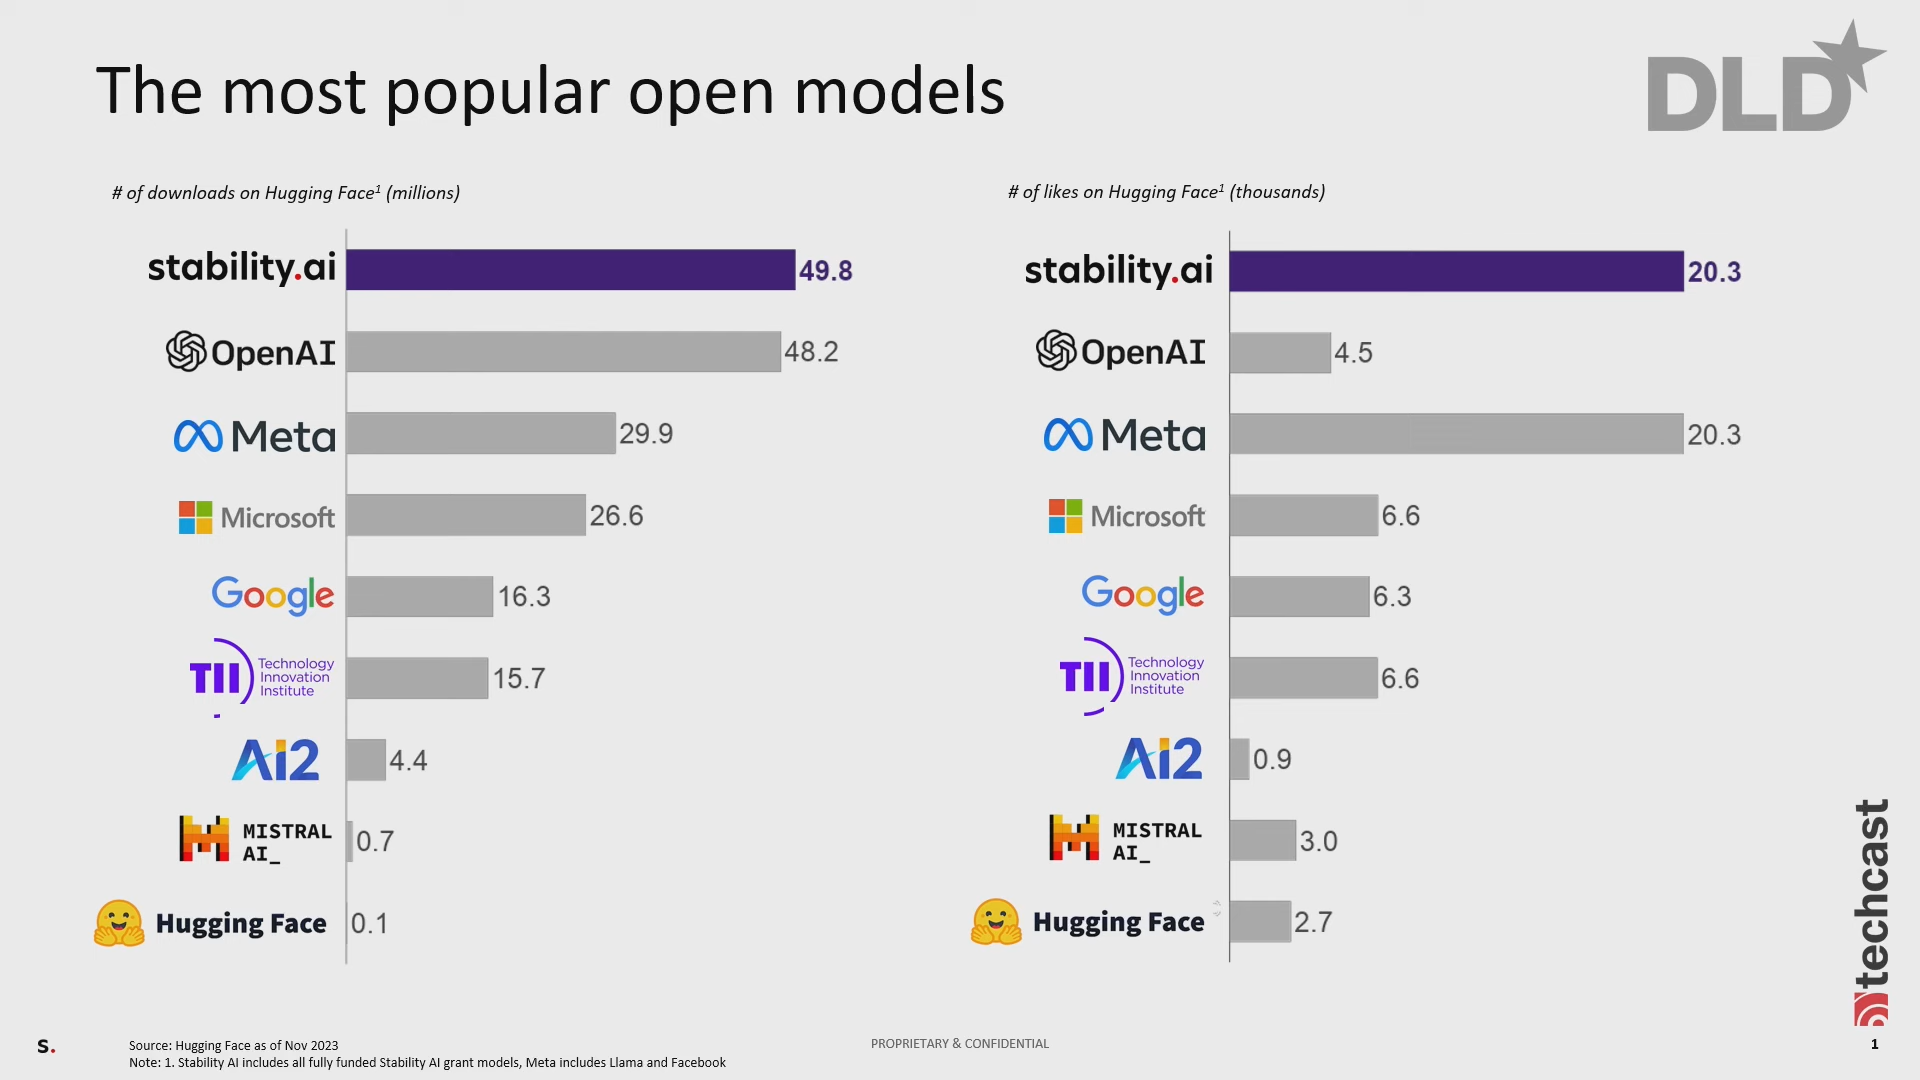 The most popular open models
DLD
# of downloads on Hugging Face1 (millions)
stability.ai 49.8
OpenAI 48.2
Meta 29.9
Microsoft 26.6
Google 16.3
TII Technology
Innovation
Institute 15.7
Ai2 4.4
MISTRAL
AI_ 0.7
Hugging Face 0.1
# of likes on Hugging Face1 (thousands)
stability.ai 20.3
OpenAI 4.5
Meta 20.3
Microsoft 6.6
Google 6.3
TII Technology
Innovation
Institute 6.6
Ai2 0.9
MISTRAL
AI_ 3.0
Hugging Face 2.7
techcast
s.
Source: Hugging Face as of Nov 2023
Note: 1. Stability AI includes all fully funded Stability AI grant models, Meta includes Llama and Facebook
PROPRIETARY & CONFIDENTIAL
1